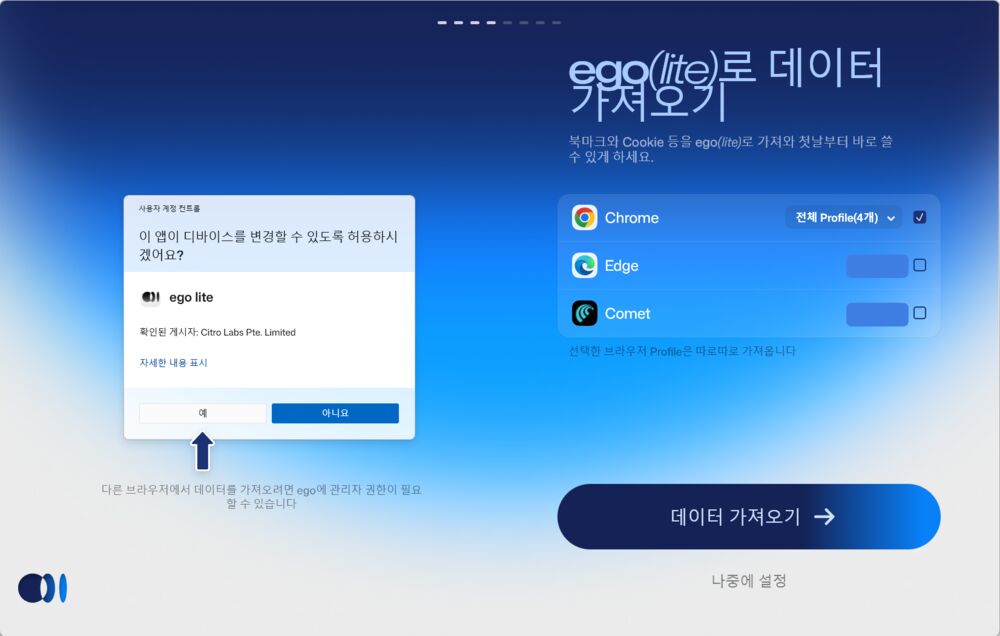 ego(lite)로 데이터
가져오기
북마크와 Cookie 등을 ego(lite)로 가져와 첫날부터 바로 쓸
수 있게 하세요.
사용자 계정 컨트롤
이 앱이 디바이스를 변경할 수 있도록 허용하시
겠어요?
ego lite
확인된 게시자: Citro Labs Pte. Limited
자세한 내용 표시
예
아니요
다른 브라우저에서 데이터를 가져오려면 ego에 관리자 권한이 필요
할 수 있습니다
Chrome
전체 Profile(4개)
Edge
Comet
선택한 브라우저 Profile은 따로따로 가져옵니다
데이터 가져오기 →
나중에 설정